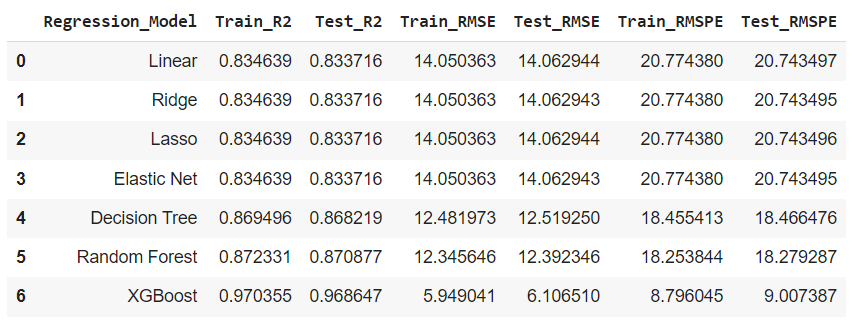 Regression_Model Train_R2 Test_R2 Train_RMSE Test_RMSE Train_RMSPE Test_RMSPE
0 Linear 0.834639 0.833716 14.050363 14.062944 20.774380 20.743497
1 Ridge 0.834639 0.833716 14.050363 14.062943 20.774380 20.743495
2 Lasso 0.834639 0.833716 14.050363 14.062944 20.774380 20.743496
3 Elastic Net 0.834639 0.833716 14.050363 14.062943 20.774380 20.743495
4 Decision Tree 0.869496 0.868219 12.481973 12.519250 18.455413 18.466476
5 Random Forest 0.872331 0.870877 12.345646 12.392346 18.253844 18.279287
6 XGBoost 0.970355 0.968647 5.949041 6.106510 8.796045 9.007387